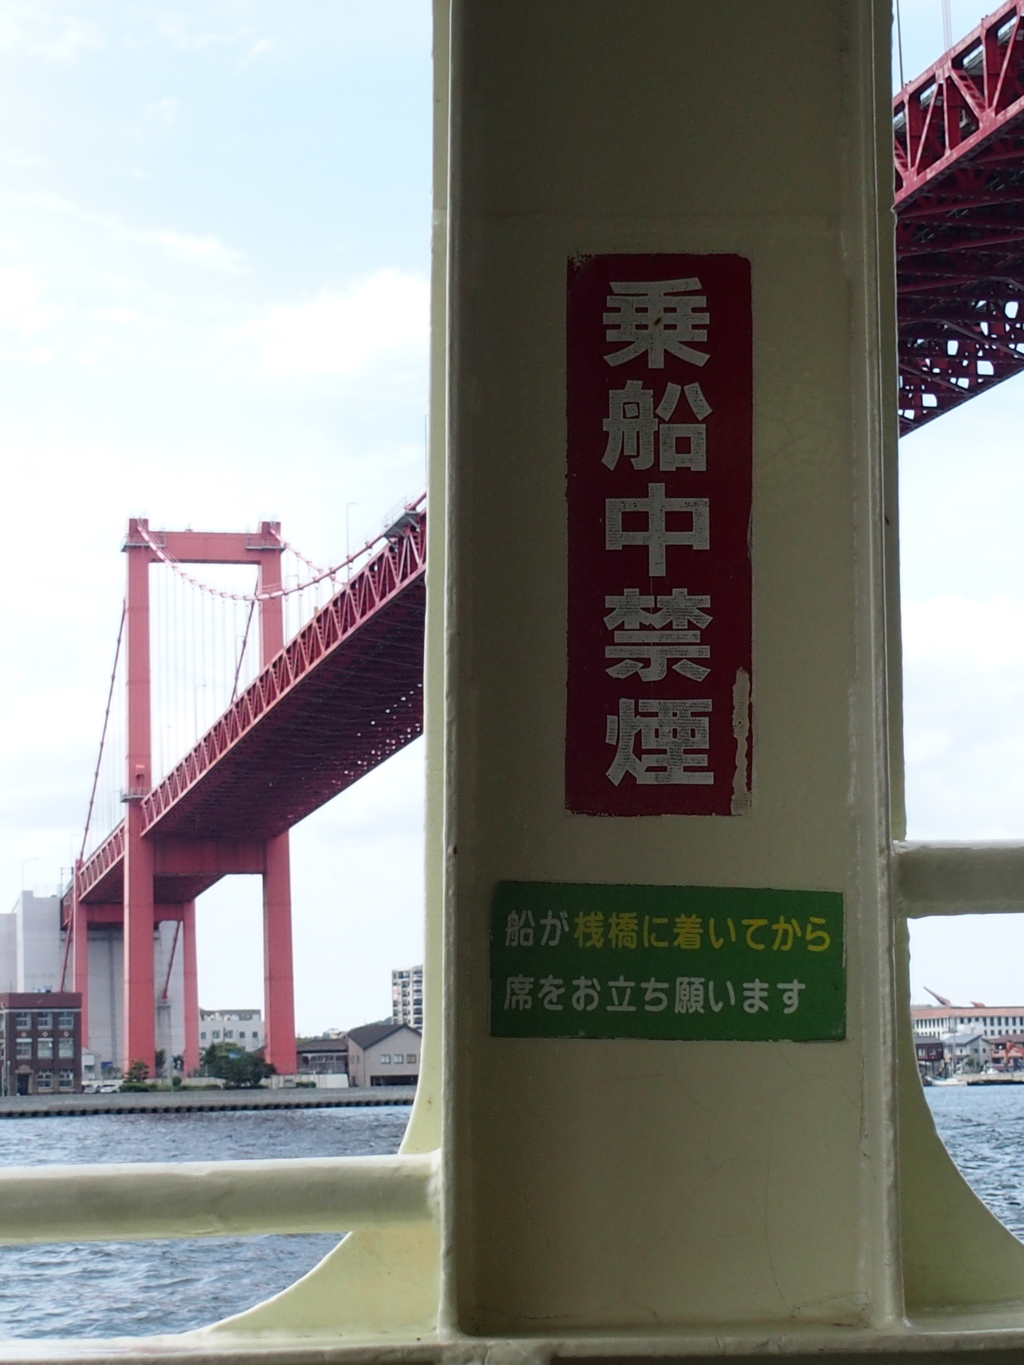 乗船中禁煙
船が桟橋に着いてから
席をお立ち願います